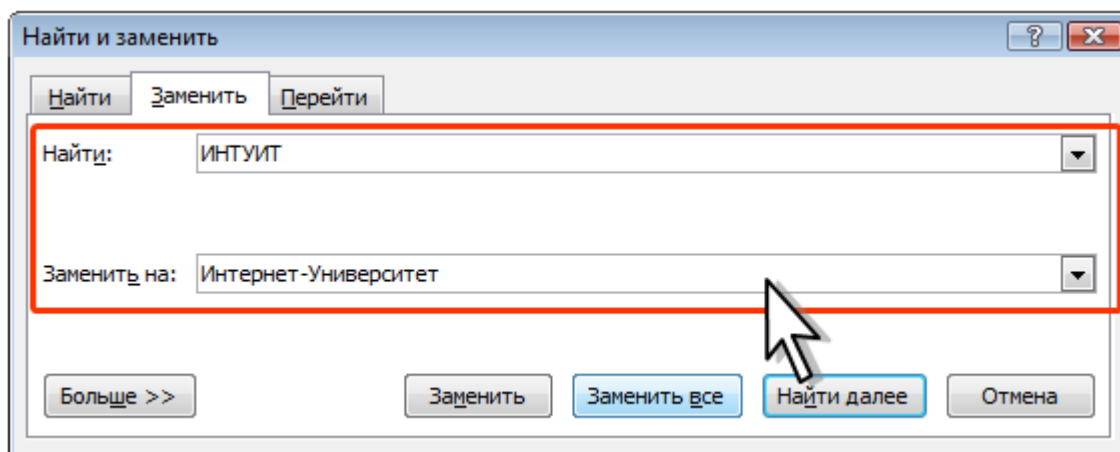 Найти и заменить
Найти Заменить Перейти
Найти: ИНТУИТ
Заменить на: Интернет-Университет
Больше >> Заменить Заменить все Найти далее Отмена